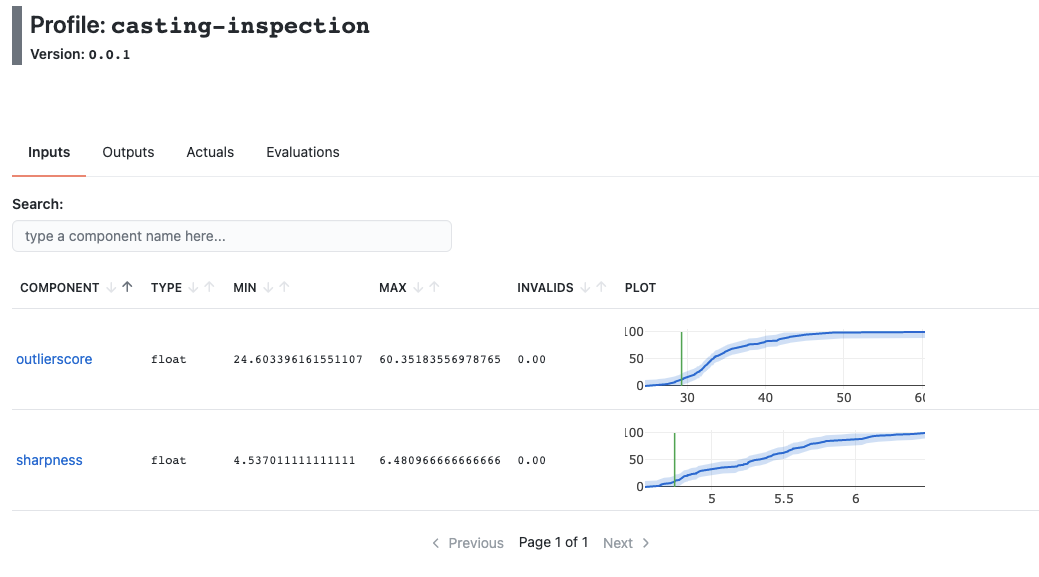 Profile: casting-inspection
Version: 0.0.1
Inputs Outputs Actuals Evaluations
Search:
type a component name here...
COMPONENT TYPE MIN MAX INVALIDS PLOT
outlierscore float 24.603396161551107 60.35183556978765 0.00
100
50
0
30 40 50 60
sharpness float 4.537011111111111 6.480966666666666 0.00
100
50
0
5 5.5 6
Previous Page 1 of 1 Next